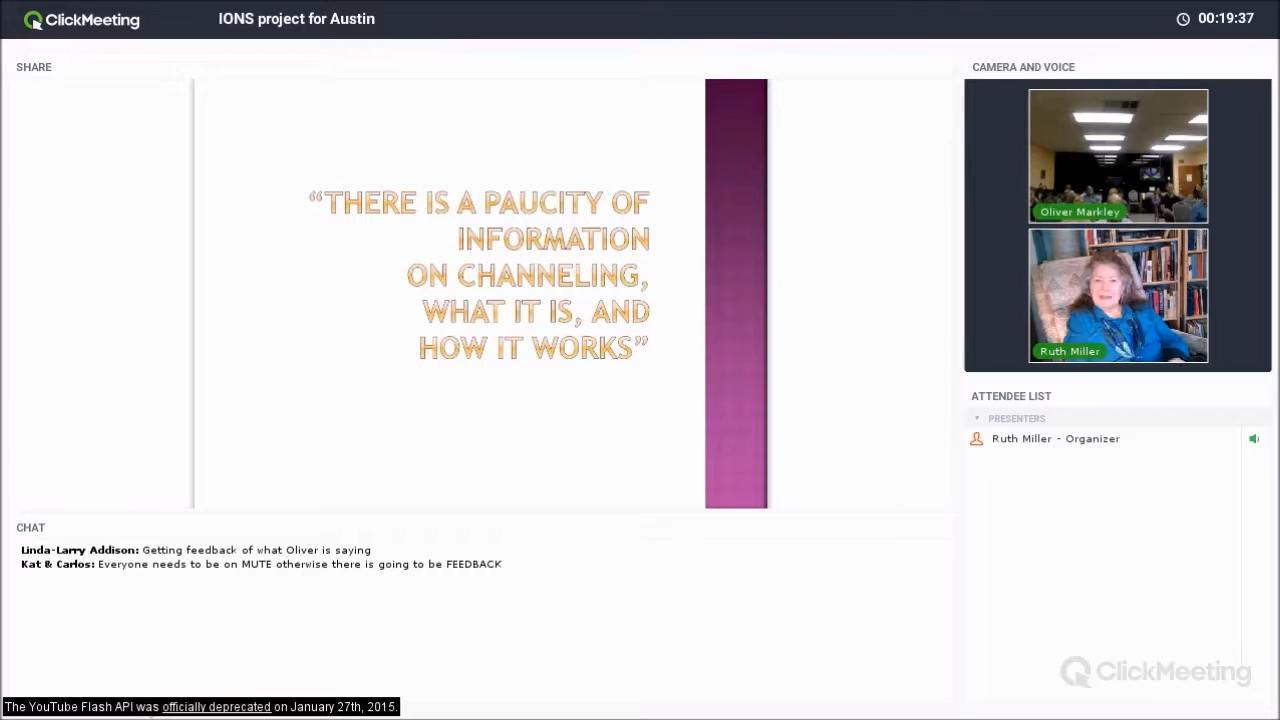 ClickMeeting
IONS project for Austin
00:19:37
SHARE
“THERE IS A PAUCITY OF
INFORMATION
ON CHANNELING,
WHAT IT IS, AND
HOW IT WORKS”
CAMERA AND VOICE
Oliver Markley
Ruth Miller
ATTENDEE LIST
PRESENTERS
Ruth Miller - Organizer
CHAT
Linda-Larry Addison: Getting feedback of what Oliver is saying
Kat & Carlos: Everyone needs to be on MUTE otherwise there is going to be FEEDBACK
ClickMeeting
The YouTube Flash API was officially deprecated on January 27th, 2015.